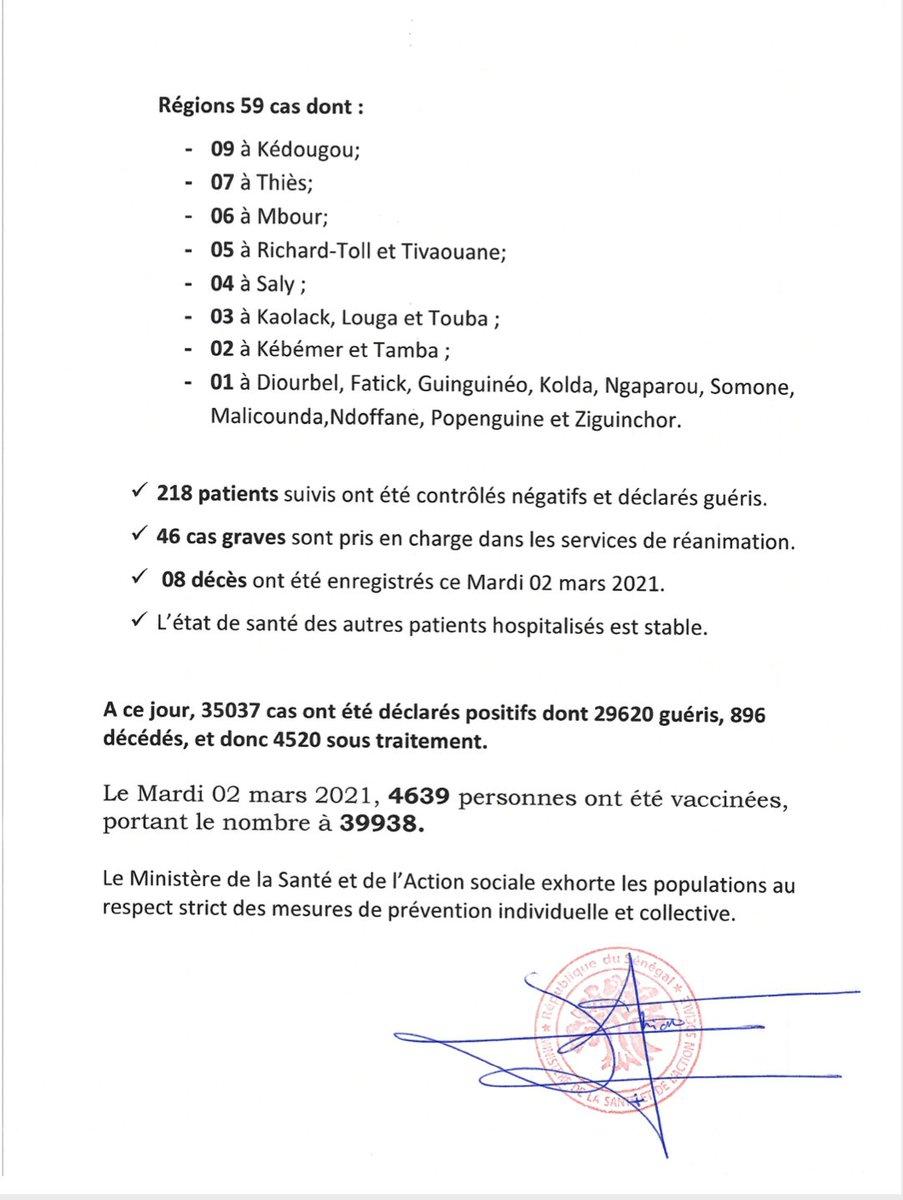 Régions 59 cas dont :
- 09 à Kédougou;
- 07 à Thiès;
- 06 à Mbour;
- 05 à Richard-Toll et Tivaouane;
- 04 à Saly ;
- 03 à Kaolack, Louga et Touba ;
- 02 à Kébémer et Tamba ;
- 01 à Diourbel, Fatick, Guinguinéo, Kolda, Ngaparou, Somone,
Malicounda,Ndoffane, Popenguine et Ziguinchor.
✓ 218 patients suivis ont été contrôlés négatifs et déclarés guéris.
✓ 46 cas graves sont pris en charge dans les services de réanimation.
✓ 08 décès ont été enregistrés ce Mardi 02 mars 2021.
✓ L'état de santé des autres patients hospitalisés est stable.
A ce jour, 35037 cas ont été déclarés positifs dont 29620 guéris, 896
décédés, et donc 4520 sous traitement.
Le Mardi 02 mars 2021, 4639 personnes ont été vaccinées,
portant le nombre à 39938.
Le Ministère de la Santé et de l'Action sociale exhorte les populations au
respect strict des mesures de prévention individuelle et collective.
République du Sénégal
MINISTERE DE LA SANTE ET DE L'ACTION SOCIALE